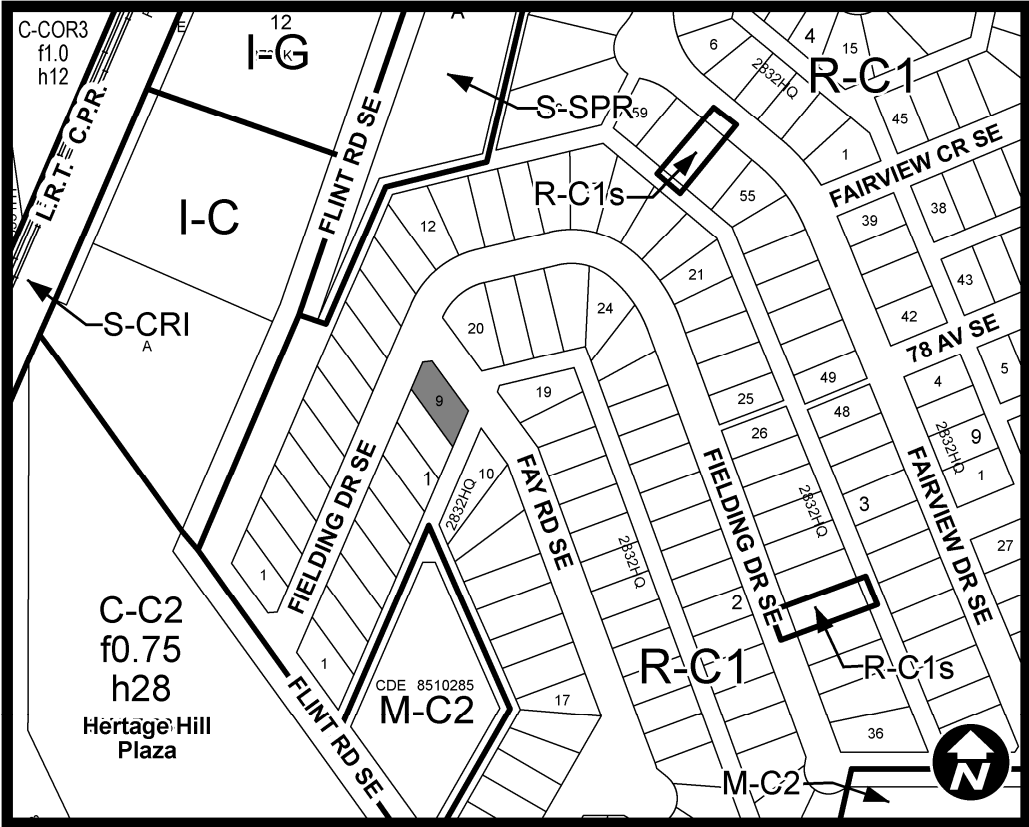 C-COR3
f1.0
h12
12
I-G
A
E
S-SPR
59
6
4
15
2832HQ
R-C1
45
1
FAIRVIEW CR SE
L.R.T.
C.P.R.
FLINT RD SE
I-C
R-C1s
55
39
38
12
21
43
S-CRI
A
20
24
42
78 AV SE
9
19
25
49
48
4
5
26
2832HQ
9
1
1
10
2832HQ
FIELDING DR SE
FAY RD SE
2832HQ
FIELDING DR SE
2832HQ
3
FAIRVIEW DR SE
27
1
2
C-C2
f0.75
h28
Hertage Hill
Plaza
1
FLINT RD SE
CDE 8510285
M-C2
17
R-C1
R-C1s
36
M-C2
N